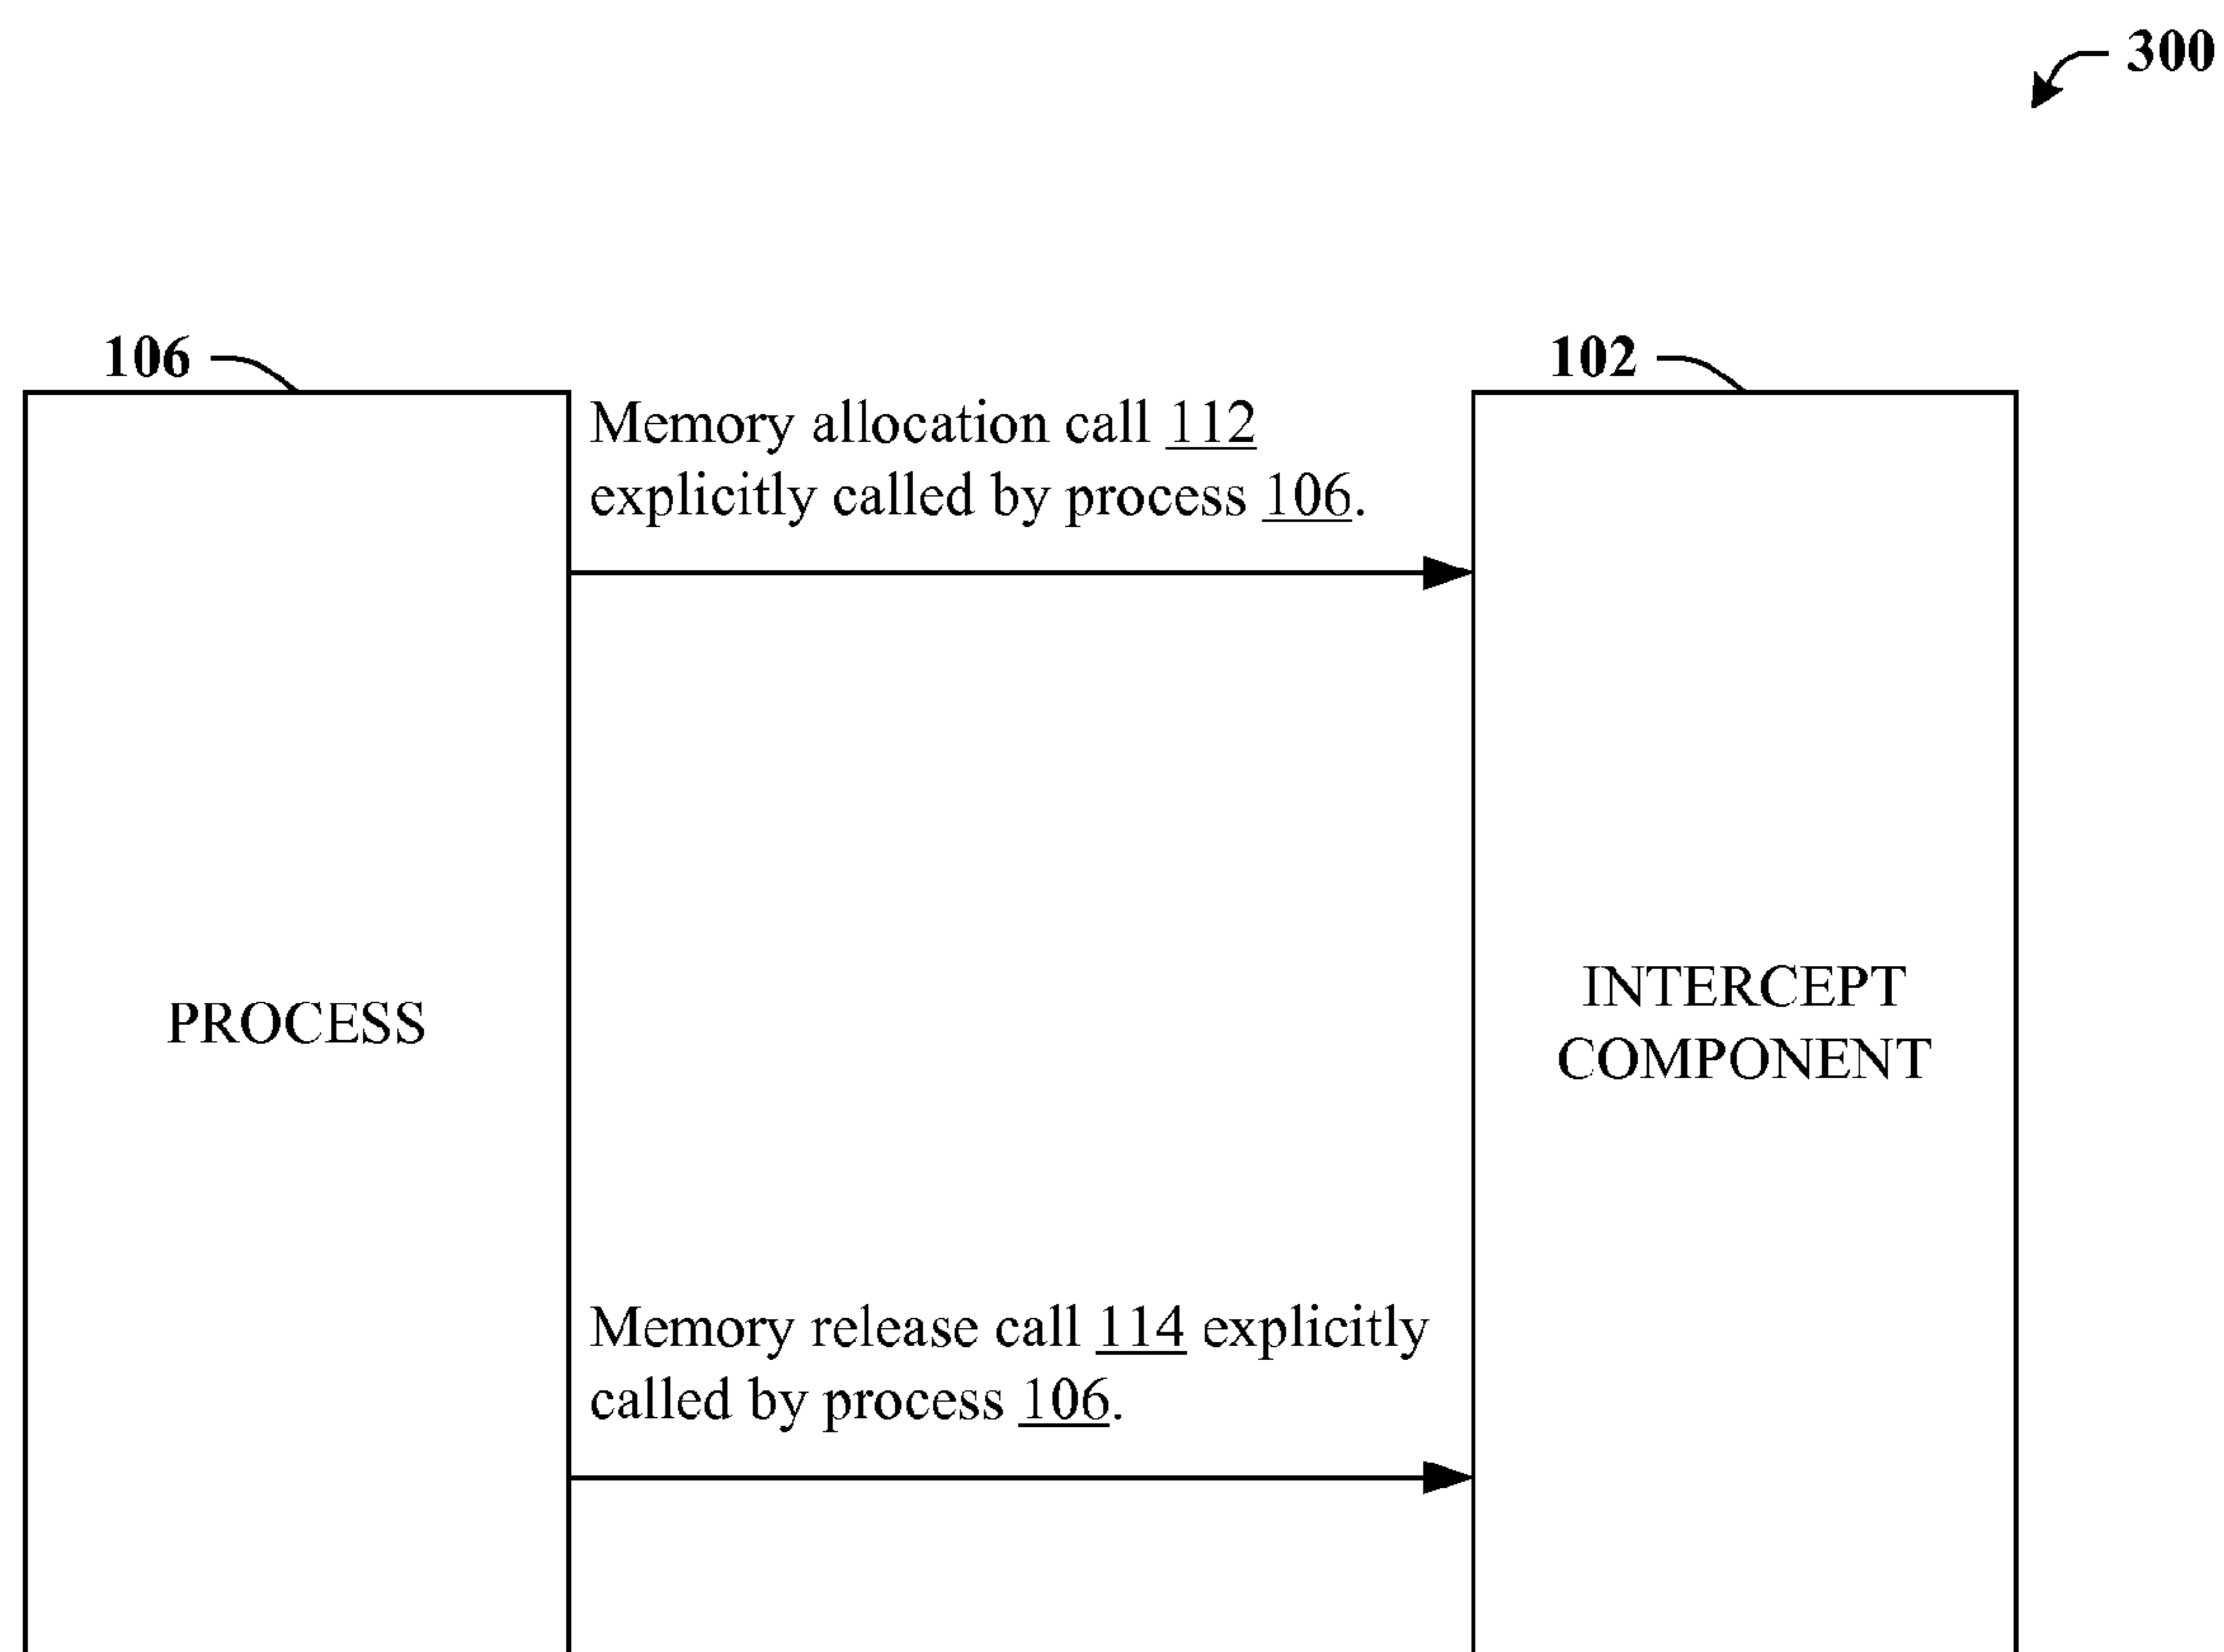 300
106
102
Memory allocation call 112
explicitly called by process 106.
PROCESS
INTERCEPT
COMPONENT
Memory release call 114 explicitly
called by process 106.